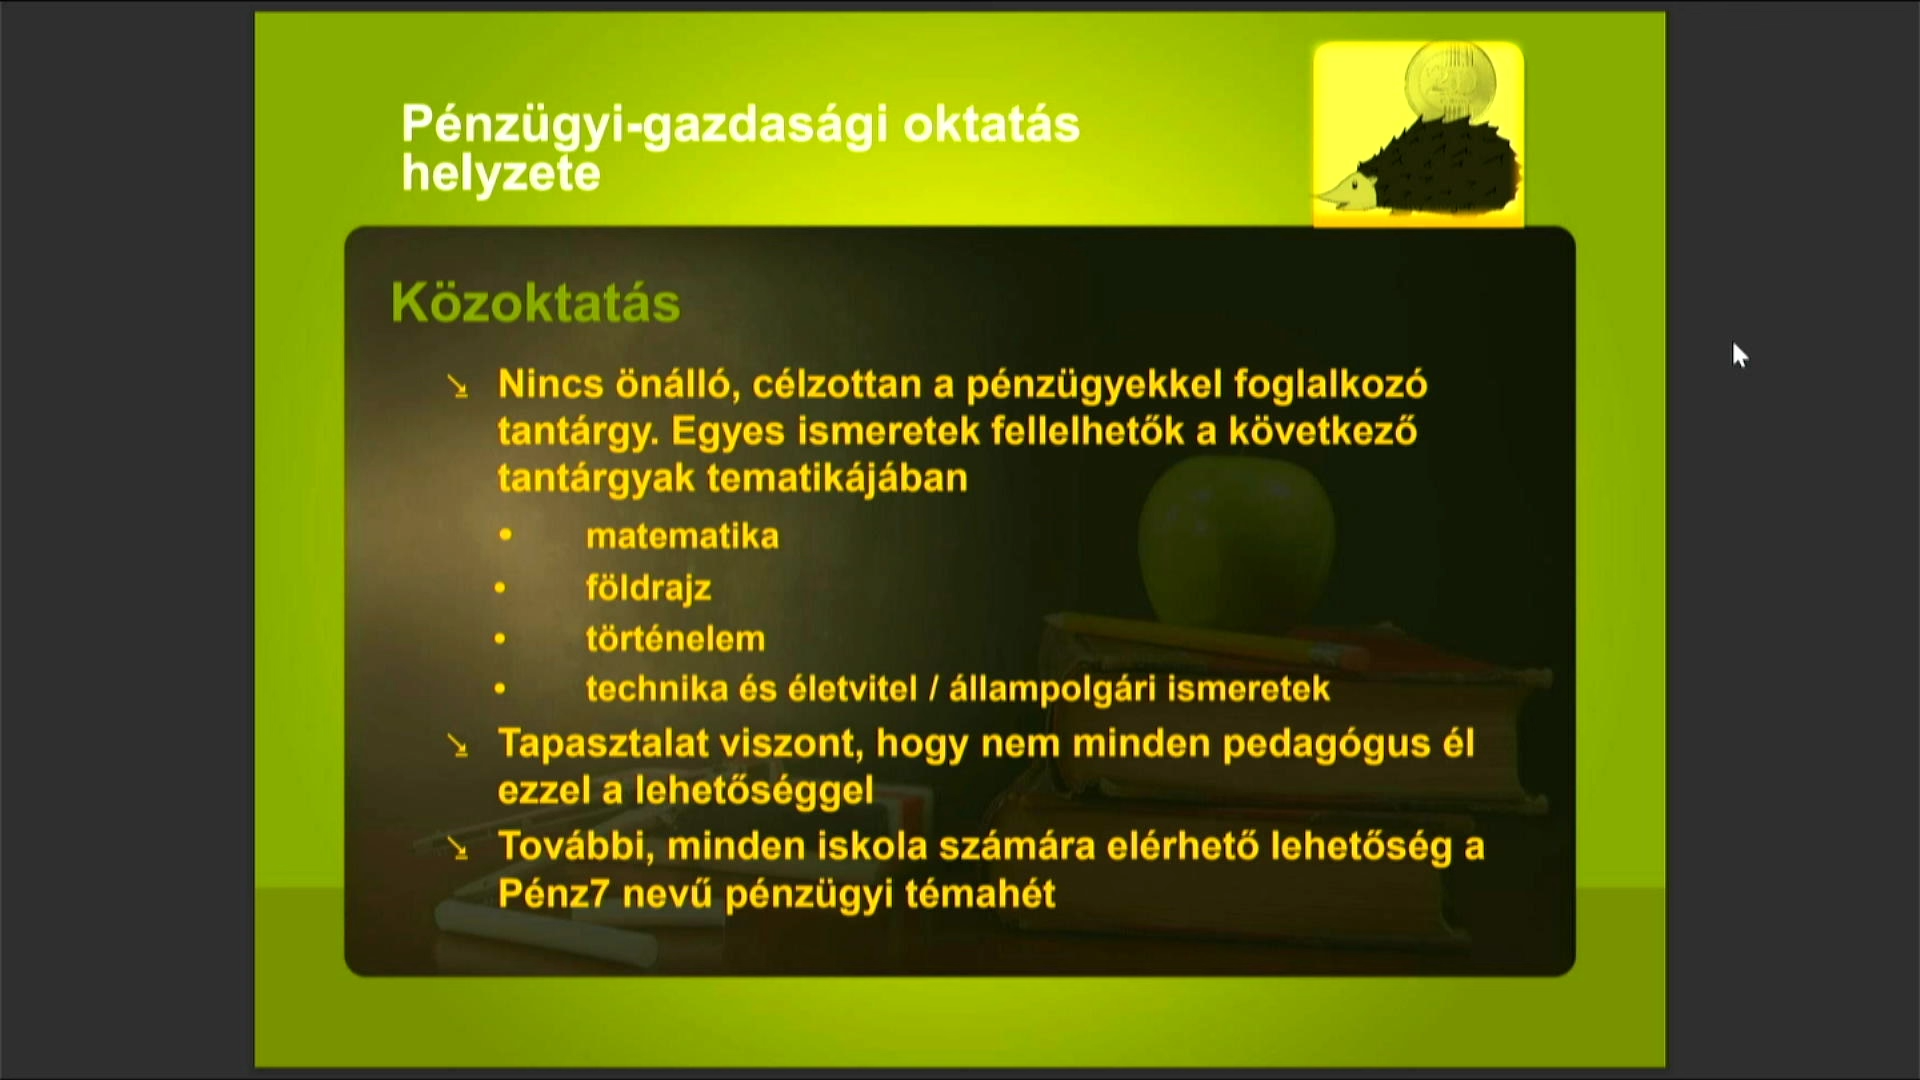 Pénzügyi-gazdasági oktatás
helyzete
Közoktatás
Nincs önálló, célzottan a pénzügyekkel foglalkozó
tantárgy. Egyes ismeretek fellelhetők a következő
tantárgyak tematikájában
• matematika
• földrajz
• történelem
• technika és életvitel / állampolgári ismeretek
Tapasztalat viszont, hogy nem minden pedagógus él
ezzel a lehetőséggel
További, minden iskola számára elérhető lehetőség a
Pénz7 nevű pénzügyi témahét